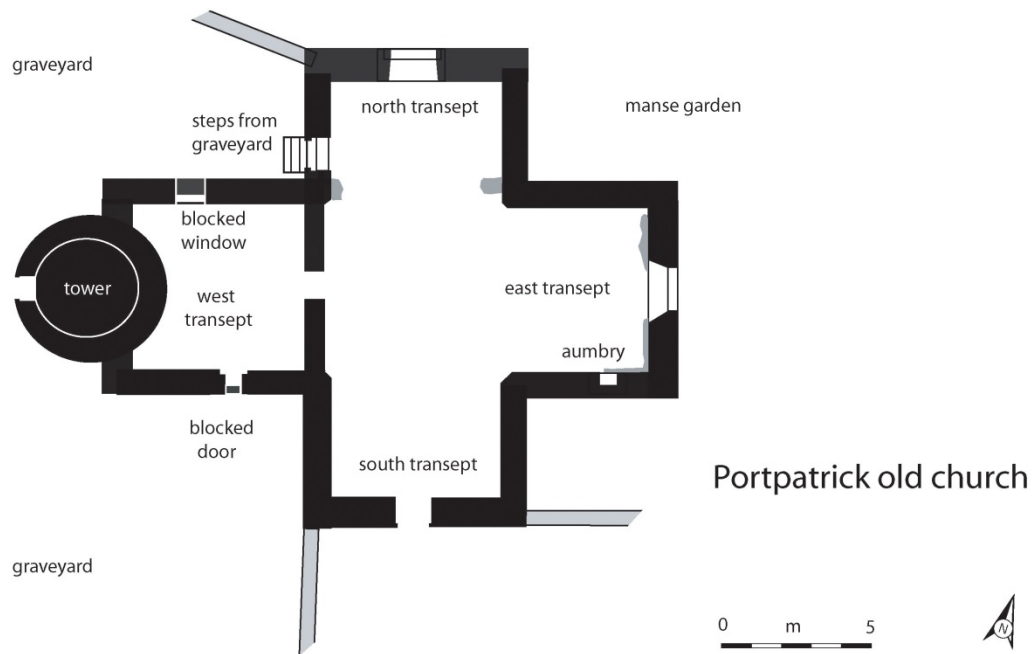 graveyard
north transept
manse garden
steps from
graveyard
blocked
window
tower
east transept
west
transept
aumbry
blocked
door
south transept
Portpatrick old church
graveyard
0 m 5
N